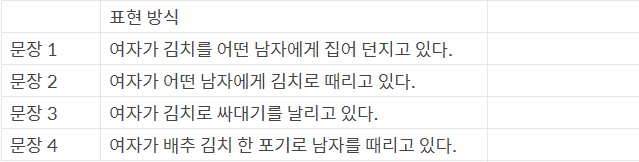 표현 방식
문장 1 여자가 김치를 어떤 남자에게 집어 던지고 있다.
문장 2 여자가 어떤 남자에게 김치로 때리고 있다.
문장 3 여자가 김치로 싸대기를 날리고 있다.
문장 4 여자가 배추 김치 한 포기로 남자를 때리고 있다.